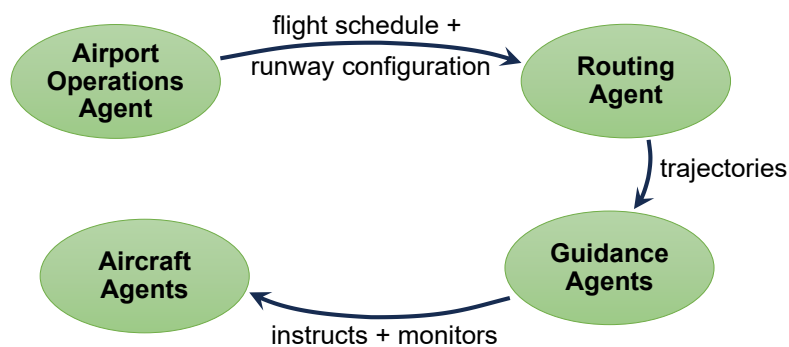 Airport
Operations
Agent
flight schedule +
runway configuration
Routing
Agent
trajectories
Guidance
Agents
instructs + monitors
Aircraft
Agents